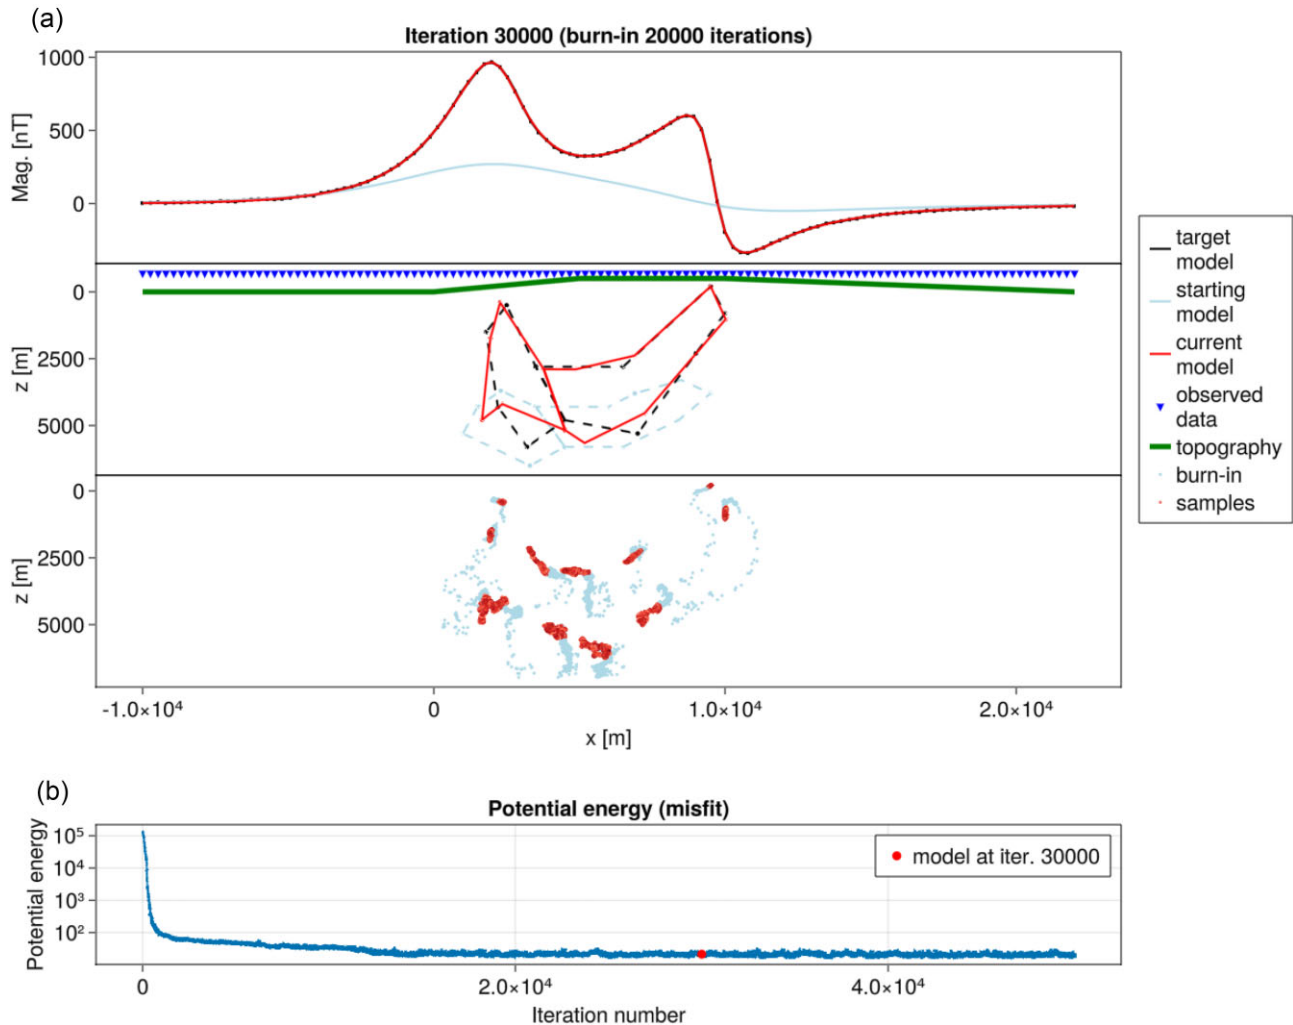 (a)
Iteration 30000 (burn-in 20000 iterations)
Mag. [nT]
1000
500
0
z [m]
0
2500
5000
z [m]
0
2500
5000
-1.0×10⁴
0
1.0×10⁴
2.0×10⁴
x [m]
target
model
starting
model
current
model
observed
data
topography
burn-in
samples
(b)
Potential energy (misfit)
Potential energy
10⁵
10⁴
10³
10²
model at iter. 30000
0
2.0×10⁴
4.0×10⁴
Iteration number